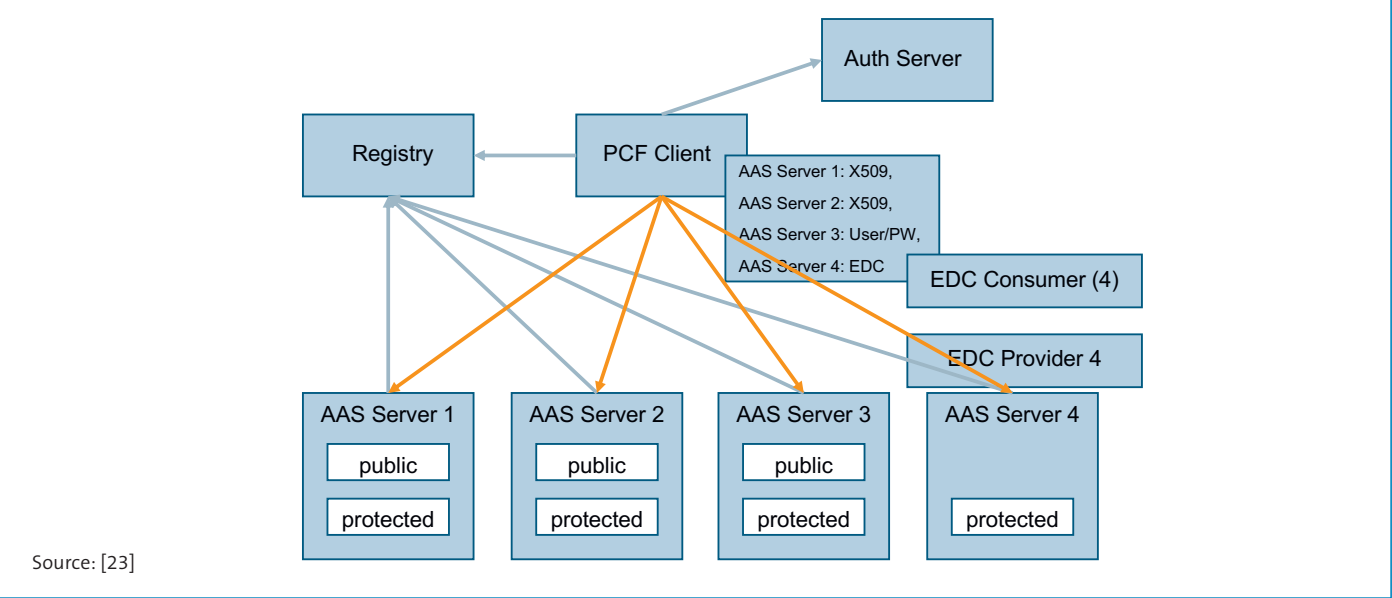 Auth Server
Registry
PCF Client
AAS Server 1: X509,
AAS Server 2: X509,
AAS Server 3: User/PW,
AAS Server 4: EDC
EDC Consumer (4)
EDC Provider 4
AAS Server 1
public
protected
AAS Server 2
public
protected
AAS Server 3
public
protected
AAS Server 4
protected
Source: [23]